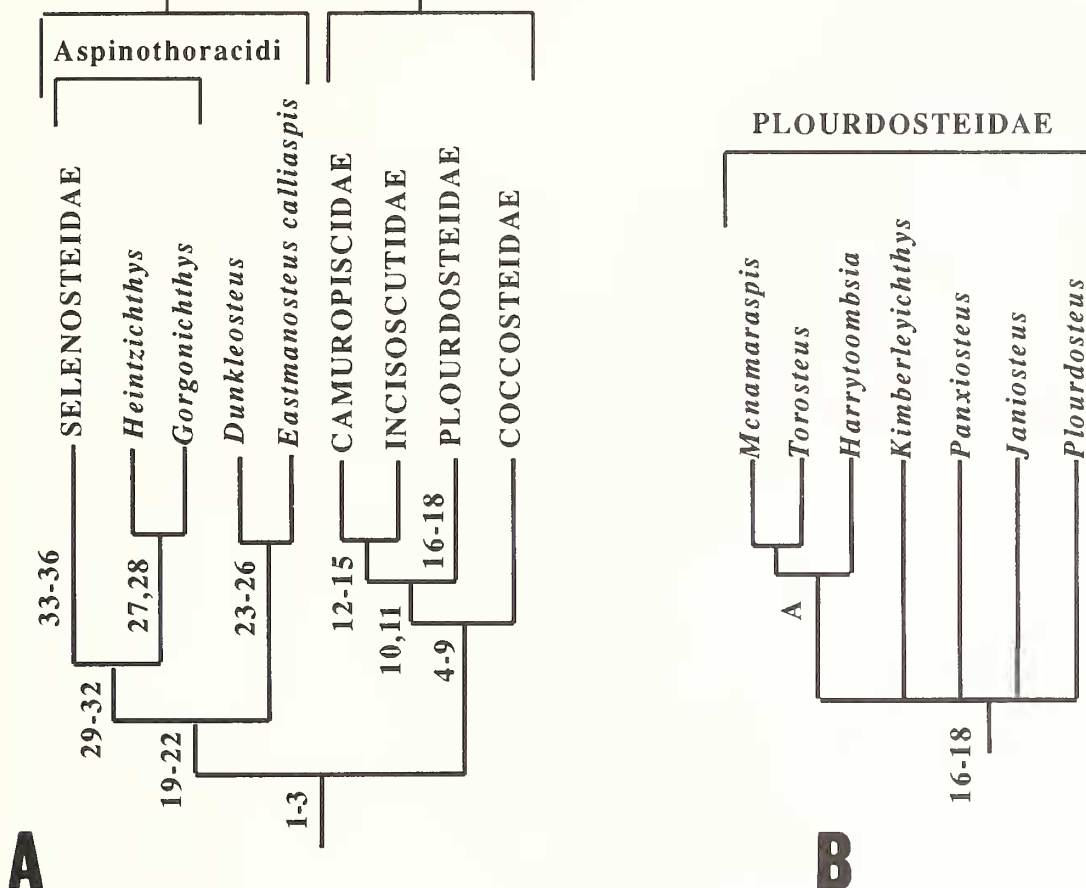 Aspinothoracidi
SELENOSTEIDAE
Heintzichthys
Gorgonichthys
Dunkleosteus
Eastmanosteus calliaspis
CAMUROPISCIDAE
INCISOSCUTIDAE
PLOURDOSTEIDAE
COCCOSTEIDAE
33-36
27,28
23-26
12-15
16-18
10,11
4-9
29-32
19-22
1-3
A
PLOURDOSTEIDAE
Mcnamaraspis
Torosteus
Harrytoombsia
Kimberleyichthys
Panxiosteus
Janiosteus
Plourdosteus
A
16-18
B